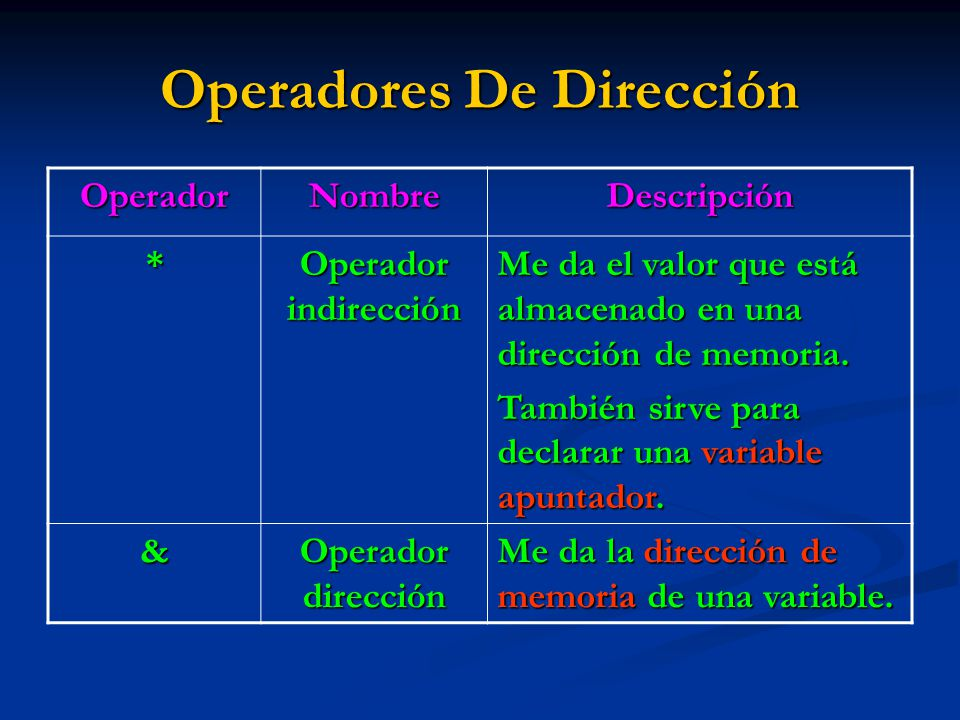 Operadores De Dirección
Operador Nombre Descripción
*
Operador
indirección
Me da el valor que está
almacenado en una
dirección de memoria.
También sirve para
declarar una variable
apuntador.
&
Operador
dirección
Me da la dirección de
memoria de una variable.